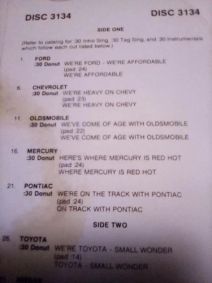 DISC 3134 DISC 3134
SIDE ONE
(Refer to catalog for :30 Intro Sing, :30 Tag Sing, and :30 Instrumentals
which follow each cut listed below.)
1. FORD
:30 Donut WE'RE FORD - WE'RE AFFORDABLE
(pad :24)
WE'RE AFFORDABLE
6. CHEVROLET
:30 Donut WE'RE HEAVY ON CHEVY
(pad :23)
WE'RE HEAVY ON CHEVY
11. OLDSMOBILE
:30 Donut WE'VE COME OF AGE WITH OLDSMOBILE
(pad :22)
WE'VE COME OF AGE WITH OLDSMOBILE
16. MERCURY
:30 Donut HERE'S WHERE MERCURY IS RED HOT
(pad :24)
WHERE MERCURY IS RED HOT
21. PONTIAC
:30 Donut WE'RE ON THE TRACK WITH PONTIAC
(pad :24)
ON TRACK WITH PONTIAC
SIDE TWO
26. TOYOTA
:30 Donut WE'RE TOYOTA - SMALL WONDER
(pad :14)
TOYOTA - SMALL WONDER